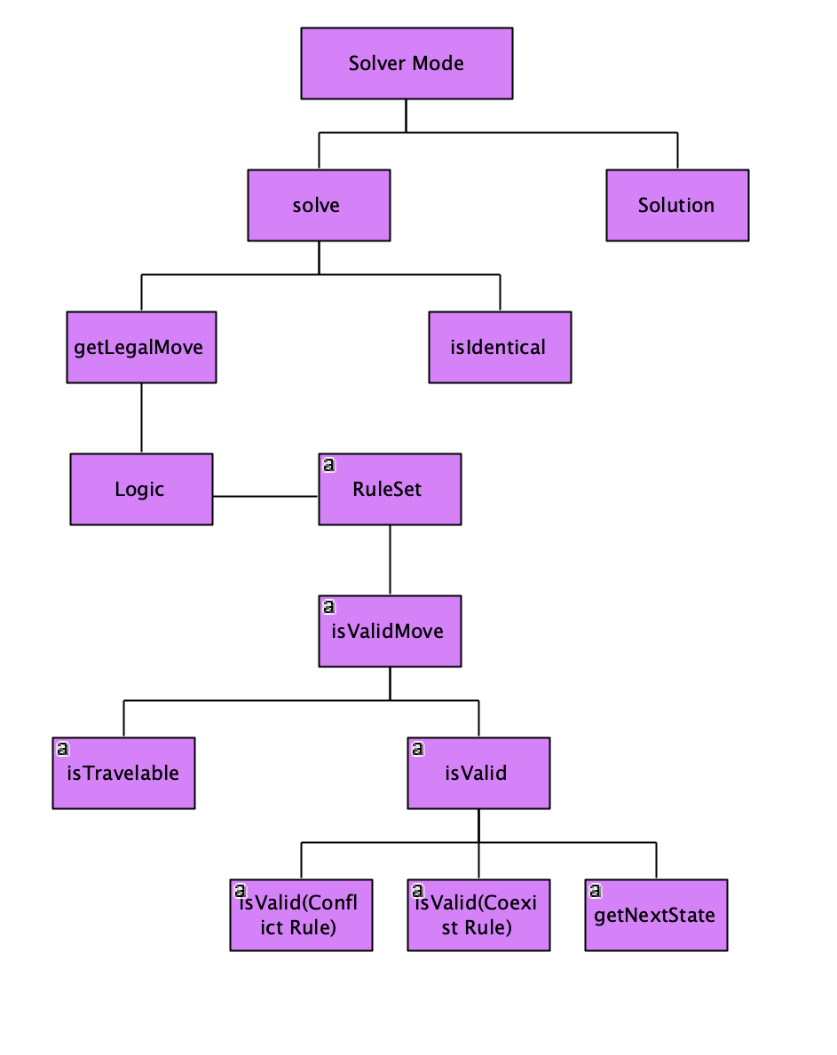 Solver Mode
solve
Solution
getLegalMove
isIdentical
Logic
a
RuleSet
a
isValidMove
a
isTravelable
a
isValid
a
isValid(Confl
ict Rule)
a
isValid(Coexi
st Rule)
a
getNextState